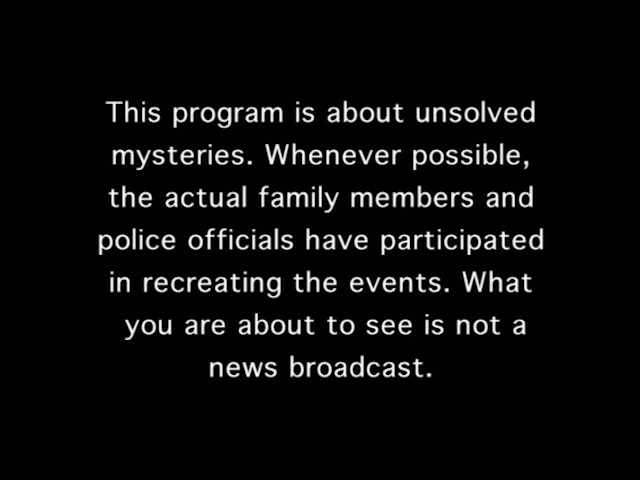 This program is about unsolved
mysteries. Whenever possible,
the actual family members and
police officials have participated
in recreating the events. What
you are about to see is not a
news broadcast.